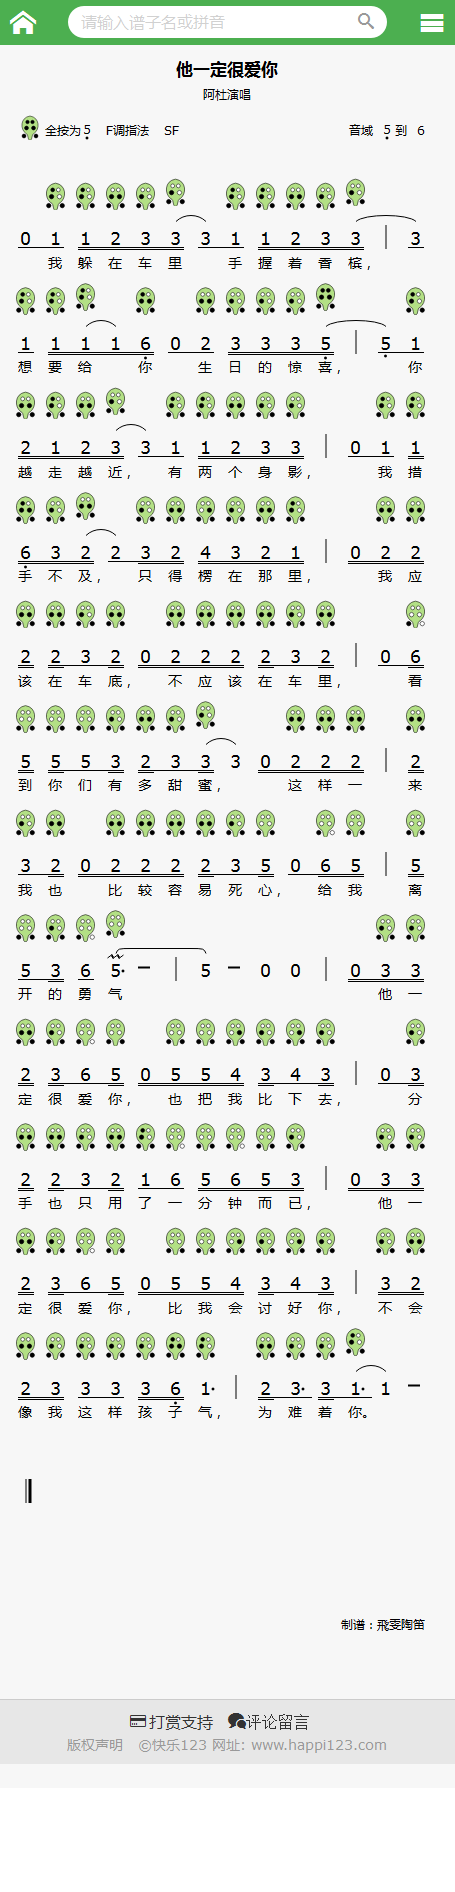 请输入谱子名或拼音
他一定很爱你
阿杜演唱
全按为5 F调指法 SF 音域 5到 6
0 1 1 2 3 3 3 1 1 2 3 3 | 3
我躲在车里 手握着香槟，
1 1 1 1 6 0 2 3 3 3 5 | 5 1
想要给 你 生日的惊喜， 你
2 1 2 3 3 1 1 2 3 3 | 0 1 1
越走越近， 有两个身影， 我措
6 3 2 2 3 2 4 3 2 1 | 0 2 2
手不及， 只得楞在那里， 我应
2 2 3 2 0 2 2 2 2 3 2 | 0 6
该在车底， 不应该在车里， 看
5 5 5 3 2 3 3 3 0 2 2 2 | 2
到你们有多甜蜜， 这样一 来
3 2 0 2 2 2 2 3 5 0 6 5 | 5
我也 比较容易死心， 给我 离
5 3 6 5· － | 5 － 0 0 | 0 3 3
开的勇气 他一
2 3 6 5 0 5 5 4 3 4 3 | 0 3
定很爱你， 也把我比下去， 分
2 2 3 2 1 6 5 6 5 3 | 0 3 3
手也只用了一分钟而已， 他一
2 3 6 5 0 5 5 4 3 4 3 | 3 2
定很爱你， 比我会讨好你， 不会
2 3 3 3 3 6 1· | 2 3· 3 1· 1 －
像我这样孩子气， 为难着你。
制谱：飛雯陶笛
打赏支持 评论留言
版权声明 ©快乐123 网址: www.happi123.com